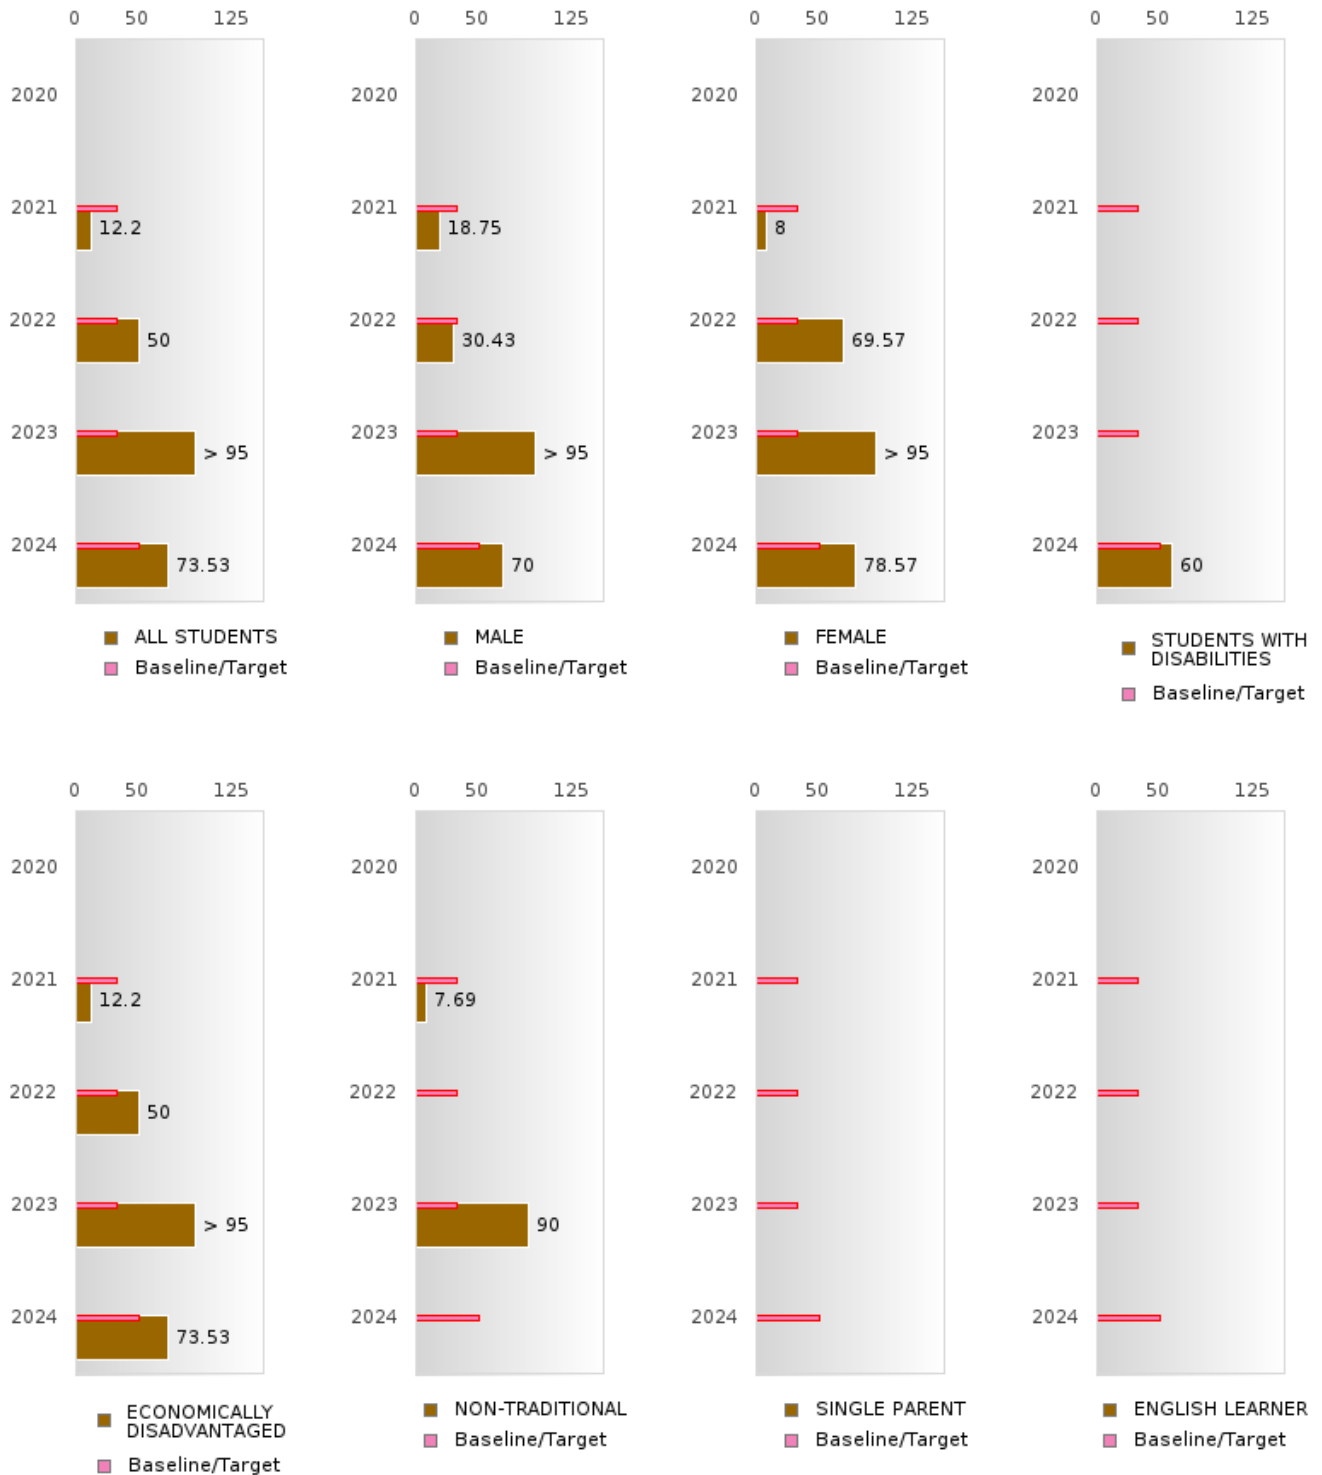 0 50 125
2020
2021 12.2
2022 50
2023 > 95
2024 73.53
ALL STUDENTS
Baseline/Target
0 50 125
2020
2021 18.75
2022 30.43
2023 > 95
2024 70
MALE
Baseline/Target
0 50 125
2020
2021 8
2022 69.57
2023 > 95
2024 78.57
FEMALE
Baseline/Target
0 50 125
2020
2021
2022
2023
2024 60
STUDENTS WITH
DISABILITIES
Baseline/Target
0 50 125
2020
2021 12.2
2022 50
2023 > 95
2024 73.53
ECONOMICALLY
DISADVANTAGED
Baseline/Target
0 50 125
2020
2021 7.69
2022
2023 90
2024
NON-TRADITIONAL
Baseline/Target
0 50 125
2020
2021
2022
2023
2024
SINGLE PARENT
Baseline/Target
0 50 125
2020
2021
2022
2023
2024
ENGLISH LEARNER
Baseline/Target